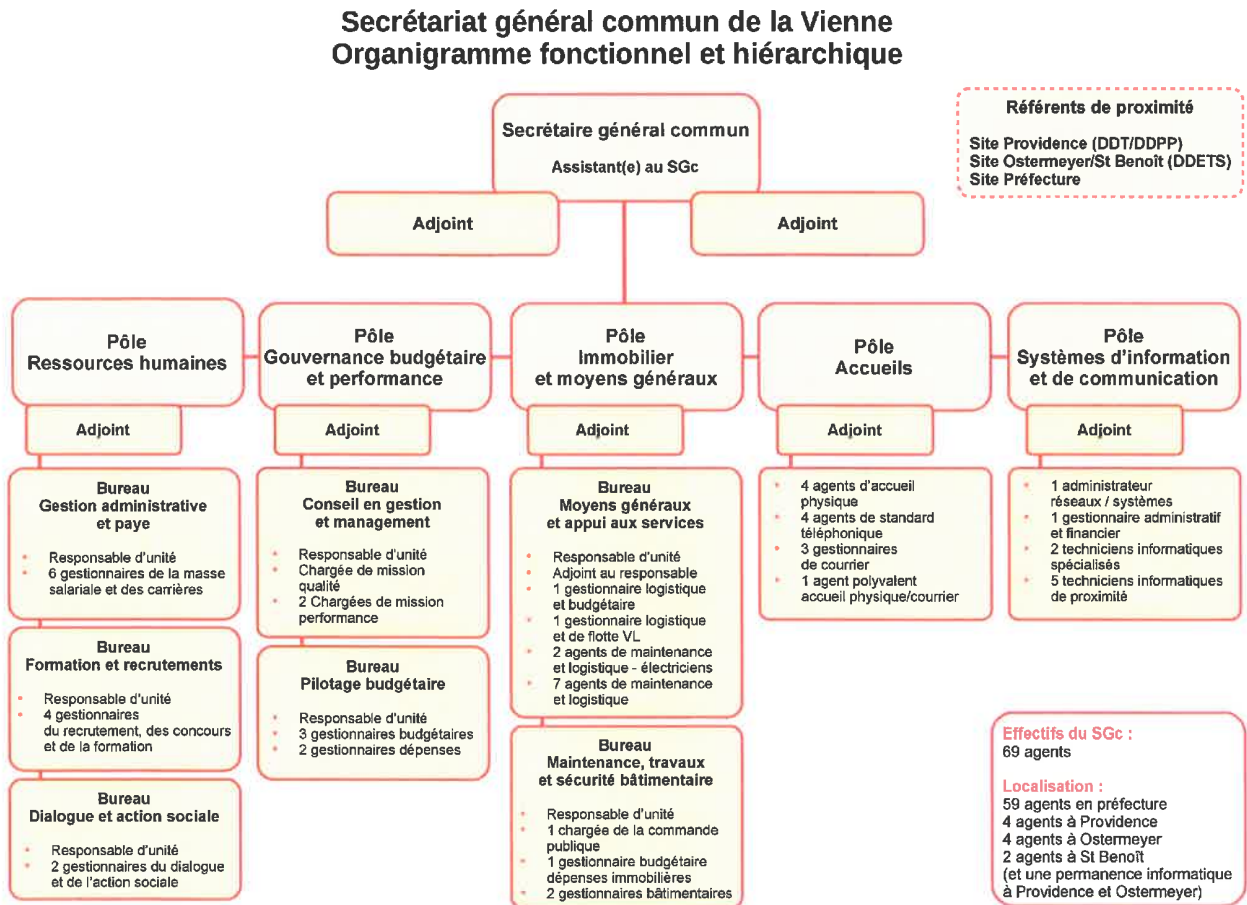 Secrétariat général commun de la Vienne
Organigramme fonctionnel et hiérarchique
Secrétaire général commun
Assistant(e) au SGc
Adjoint
Adjoint
Référents de proximité
Site Providence (DDT/DDPP)
Site Ostermeyer/St Benoît (DDETS)
Site Préfecture
Pôle
Ressources humaines
Adjoint
Bureau
Gestion administrative
et paye
• Responsable d'unité
• 6 gestionnaires de la masse
salariale et des carrières
Bureau
Formation et recrutements
• Responsable d'unité
• 4 gestionnaires
du recrutement, des concours
et de la formation
Bureau
Dialogue et action sociale
• Responsable d'unité
• 2 gestionnaires du dialogue
et de l'action sociale
Pôle
Gouvernance budgétaire
et performance
Adjoint
Bureau
Conseil en gestion
et management
• Responsable d'unité
• Chargée de mission
qualité
• 2 Chargées de mission
performance
Bureau
Pilotage budgétaire
• Responsable d'unité
• 3 gestionnaires budgétaires
• 2 gestionnaires dépenses
Pôle
Immobilier
et moyens généraux
Bureau
Moyens généraux
et appui aux services
• Responsable d'unité
• Adjoint au responsable
• 1 gestionnaire logistique
et budgétaire
• 1 gestionnaire logistique
et de flotte VL
• 2 agents de maintenance
et logistique - électriciens
• 7 agents de maintenance
et logistique
Bureau
Maintenance, travaux
et sécurité bâtimentaire
• Responsable d'unité
• 1 chargée de la commande
publique
• 1 gestionnaire budgétaire
dépenses immobilières
• 2 gestionnaires bâtimentaires
Adjoint
Pôle
Accueils
Adjoint
• 4 agents d'accueil
physique
• 4 agents de standard
téléphonique
• 3 gestionnaires
de courrier
• 1 agent polyvalent
accueil physique/courrier
Pôle
Systèmes d'information
et de communication
Adjoint
• 1 administrateur
réseaux / systèmes
• 1 gestionnaire administratif
et financier
• 2 techniciens informatiques
spécialisés
• 5 techniciens informatiques
de proximité
Effectifs du SGc :
69 agents
Localisation :
59 agents en préfecture
4 agents à Providence
4 agents à Ostermeyer
2 agents à St Benoît
(et une permanence informatique
à Providence et Ostermeyer)